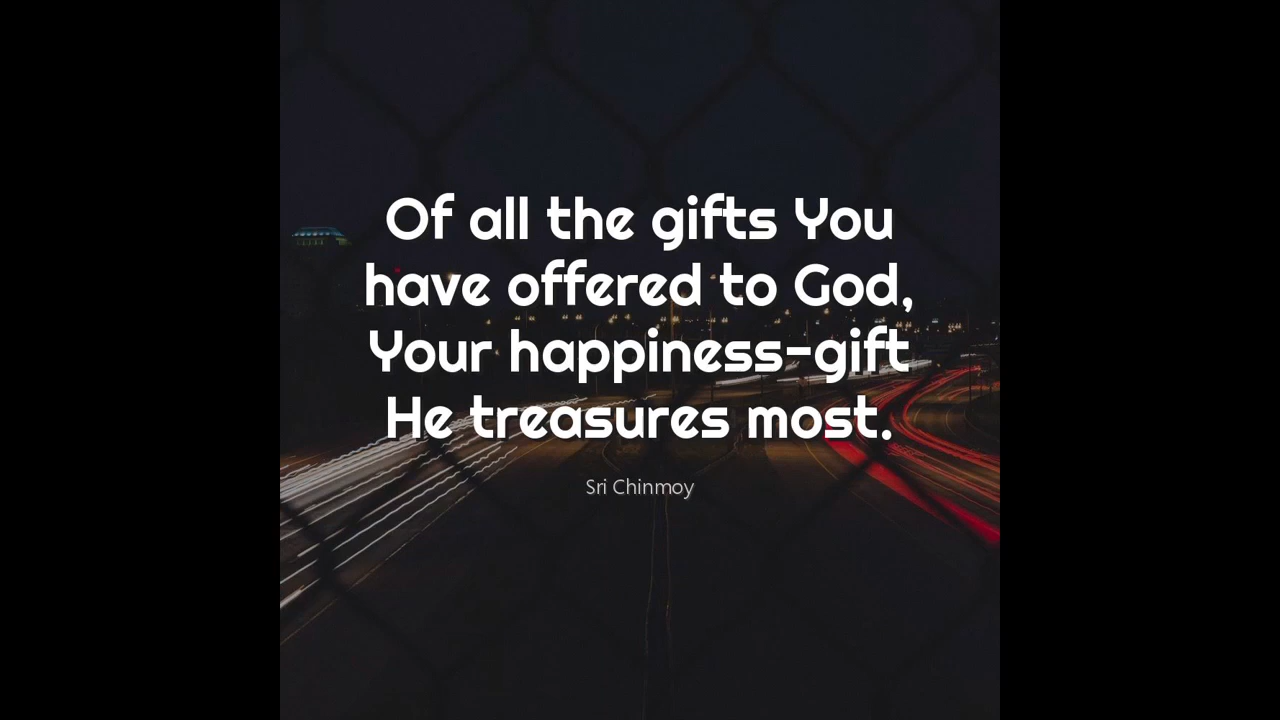 Of all the gifts You
have offered to God,
Your happiness-gift
He treasures most.
Sri Chinmoy